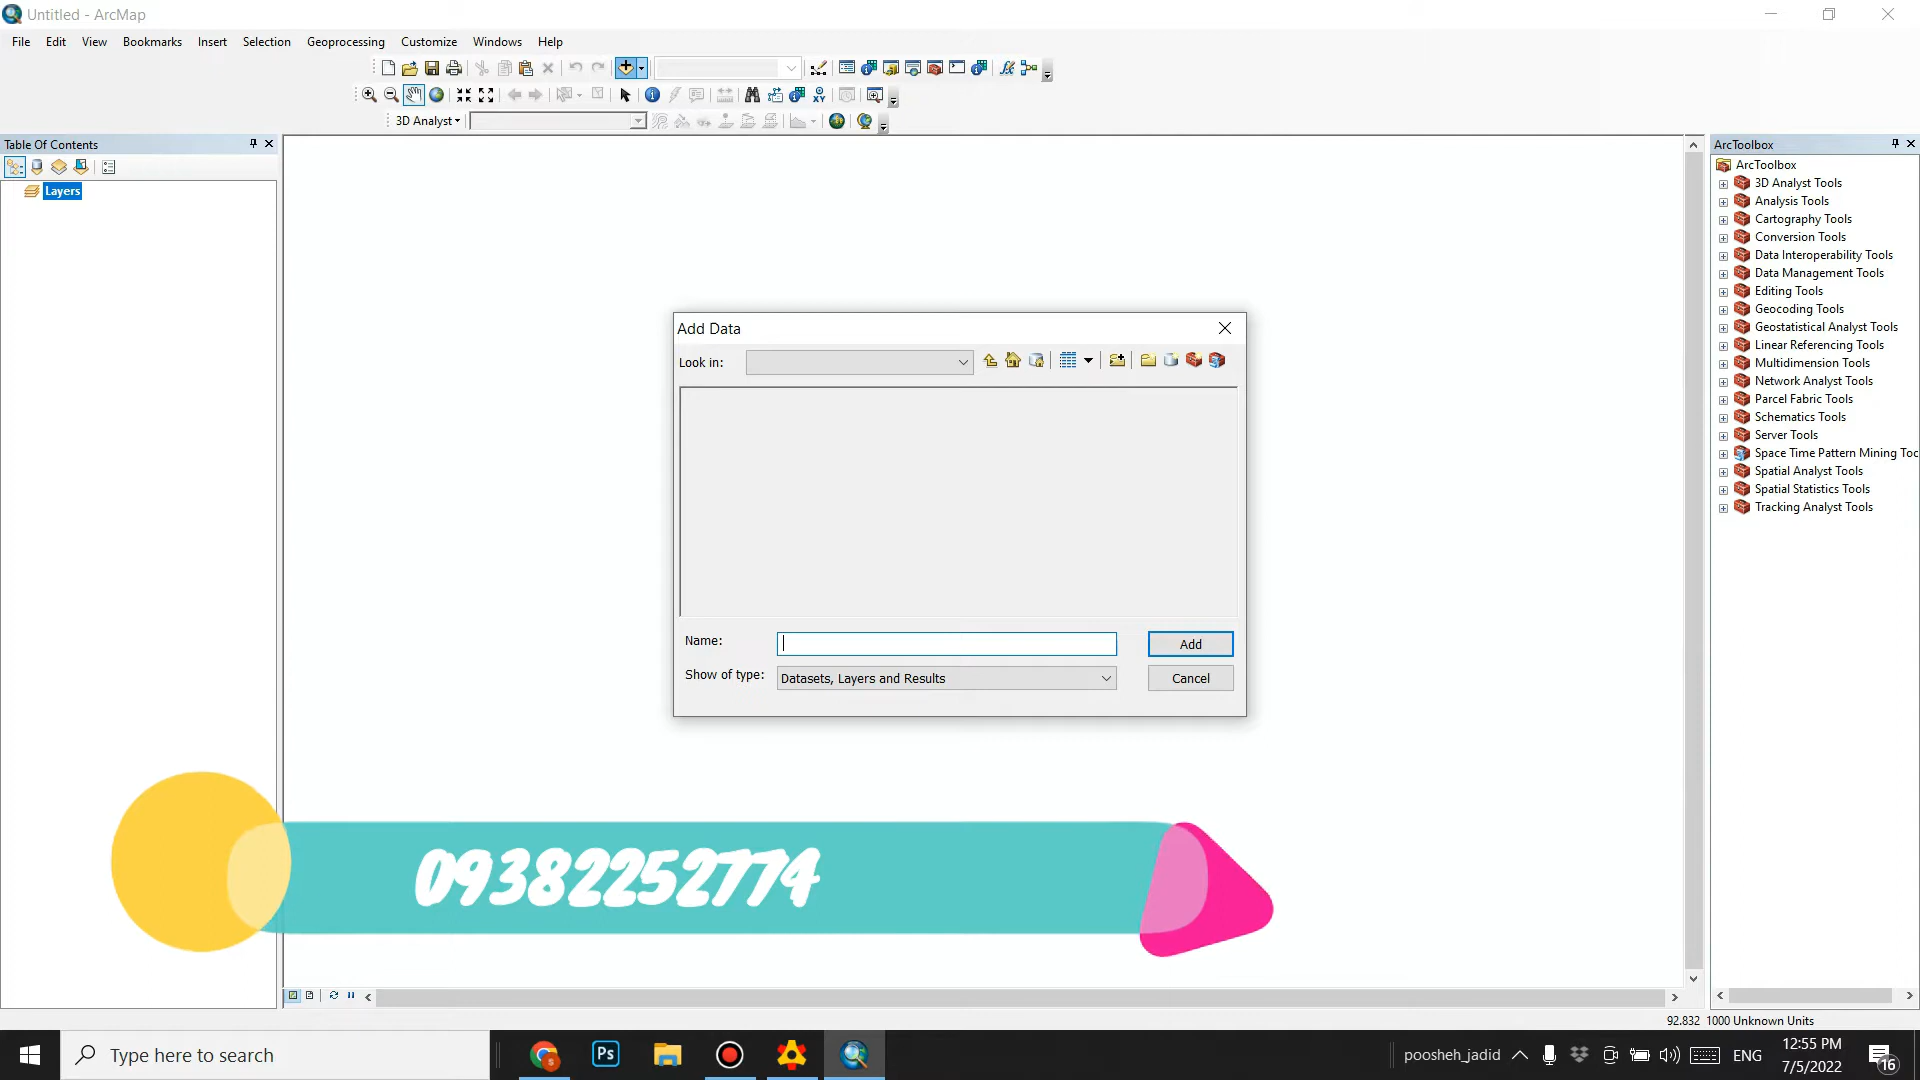 Untitled - ArcMap
File Edit View Bookmarks Insert Selection Geoprocessing Customize Windows Help
3D Analyst
Table Of Contents
Layers
ArcToolbox
ArcToolbox
3D Analyst Tools
Analysis Tools
Cartography Tools
Conversion Tools
Data Interoperability Tools
Data Management Tools
Editing Tools
Geocoding Tools
Geostatistical Analyst Tools
Linear Referencing Tools
Multidimension Tools
Network Analyst Tools
Parcel Fabric Tools
Schematics Tools
Server Tools
Space Time Pattern Mining Toc
Spatial Analyst Tools
Spatial Statistics Tools
Tracking Analyst Tools
Add Data
Look in:
Name:
Add
Show of type: Datasets, Layers and Results
Cancel
09382252774
92.832 1000 Unknown Units
Type here to search
Ps
poosheh_jadid
ENG
12:55 PM
7/5/2022
16